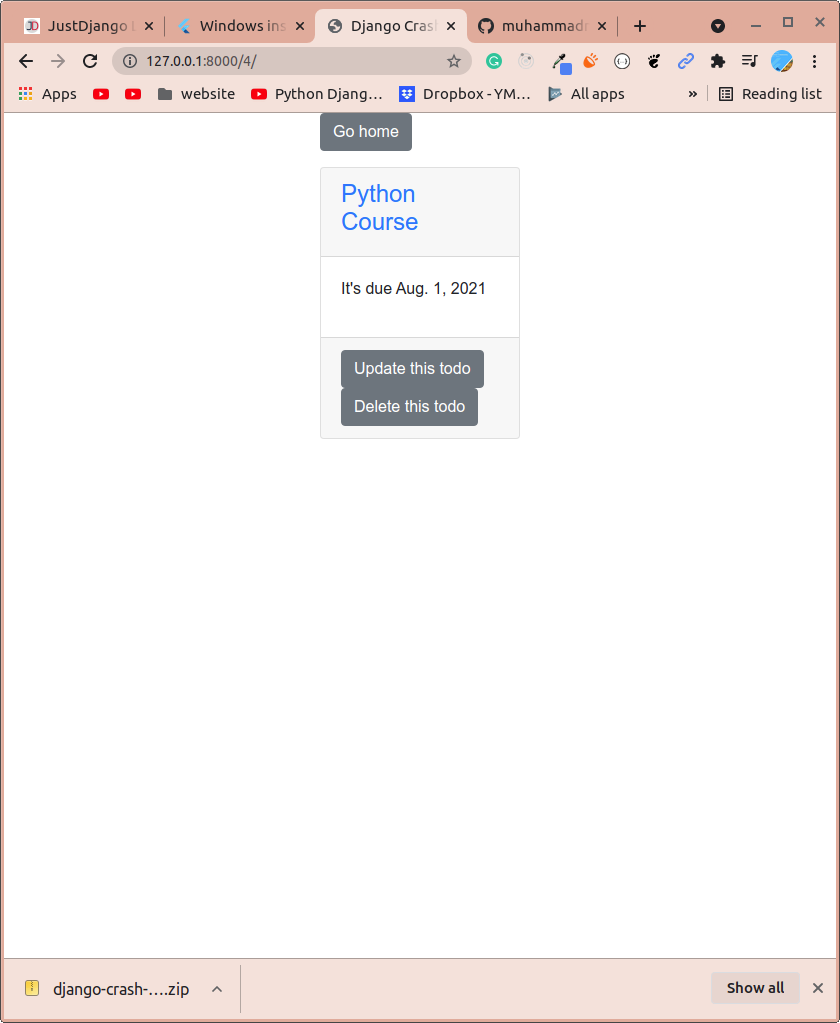 JustDjango
Windows ins
Django Cras
muhammadr
127.0.0.1:8000/4/
Apps
website
Python Djang...
Dropbox - YM...
All apps
»
Reading list
Go home
Python
Course
It's due Aug. 1, 2021
Update this todo
Delete this todo
django-crash-....zip
Show all